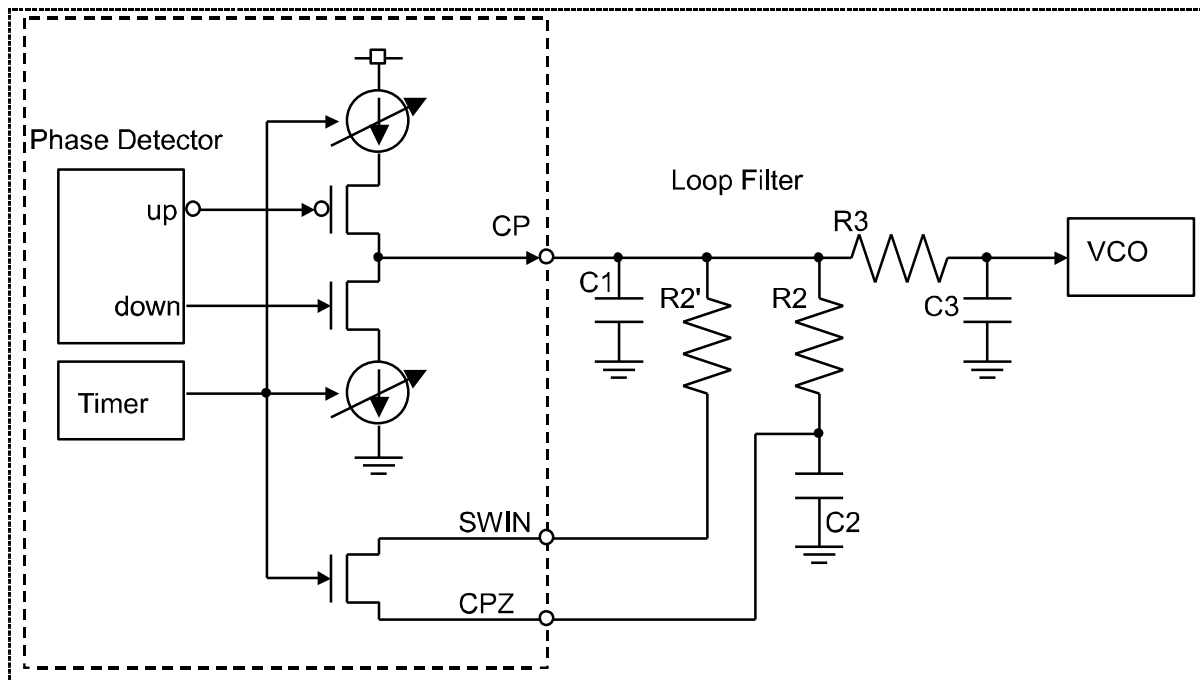 Phase Detector
up
down
Timer
CP
SWIN
CPZ
Loop Filter
C1
R2'
R2
R3
C3
C2
VCO